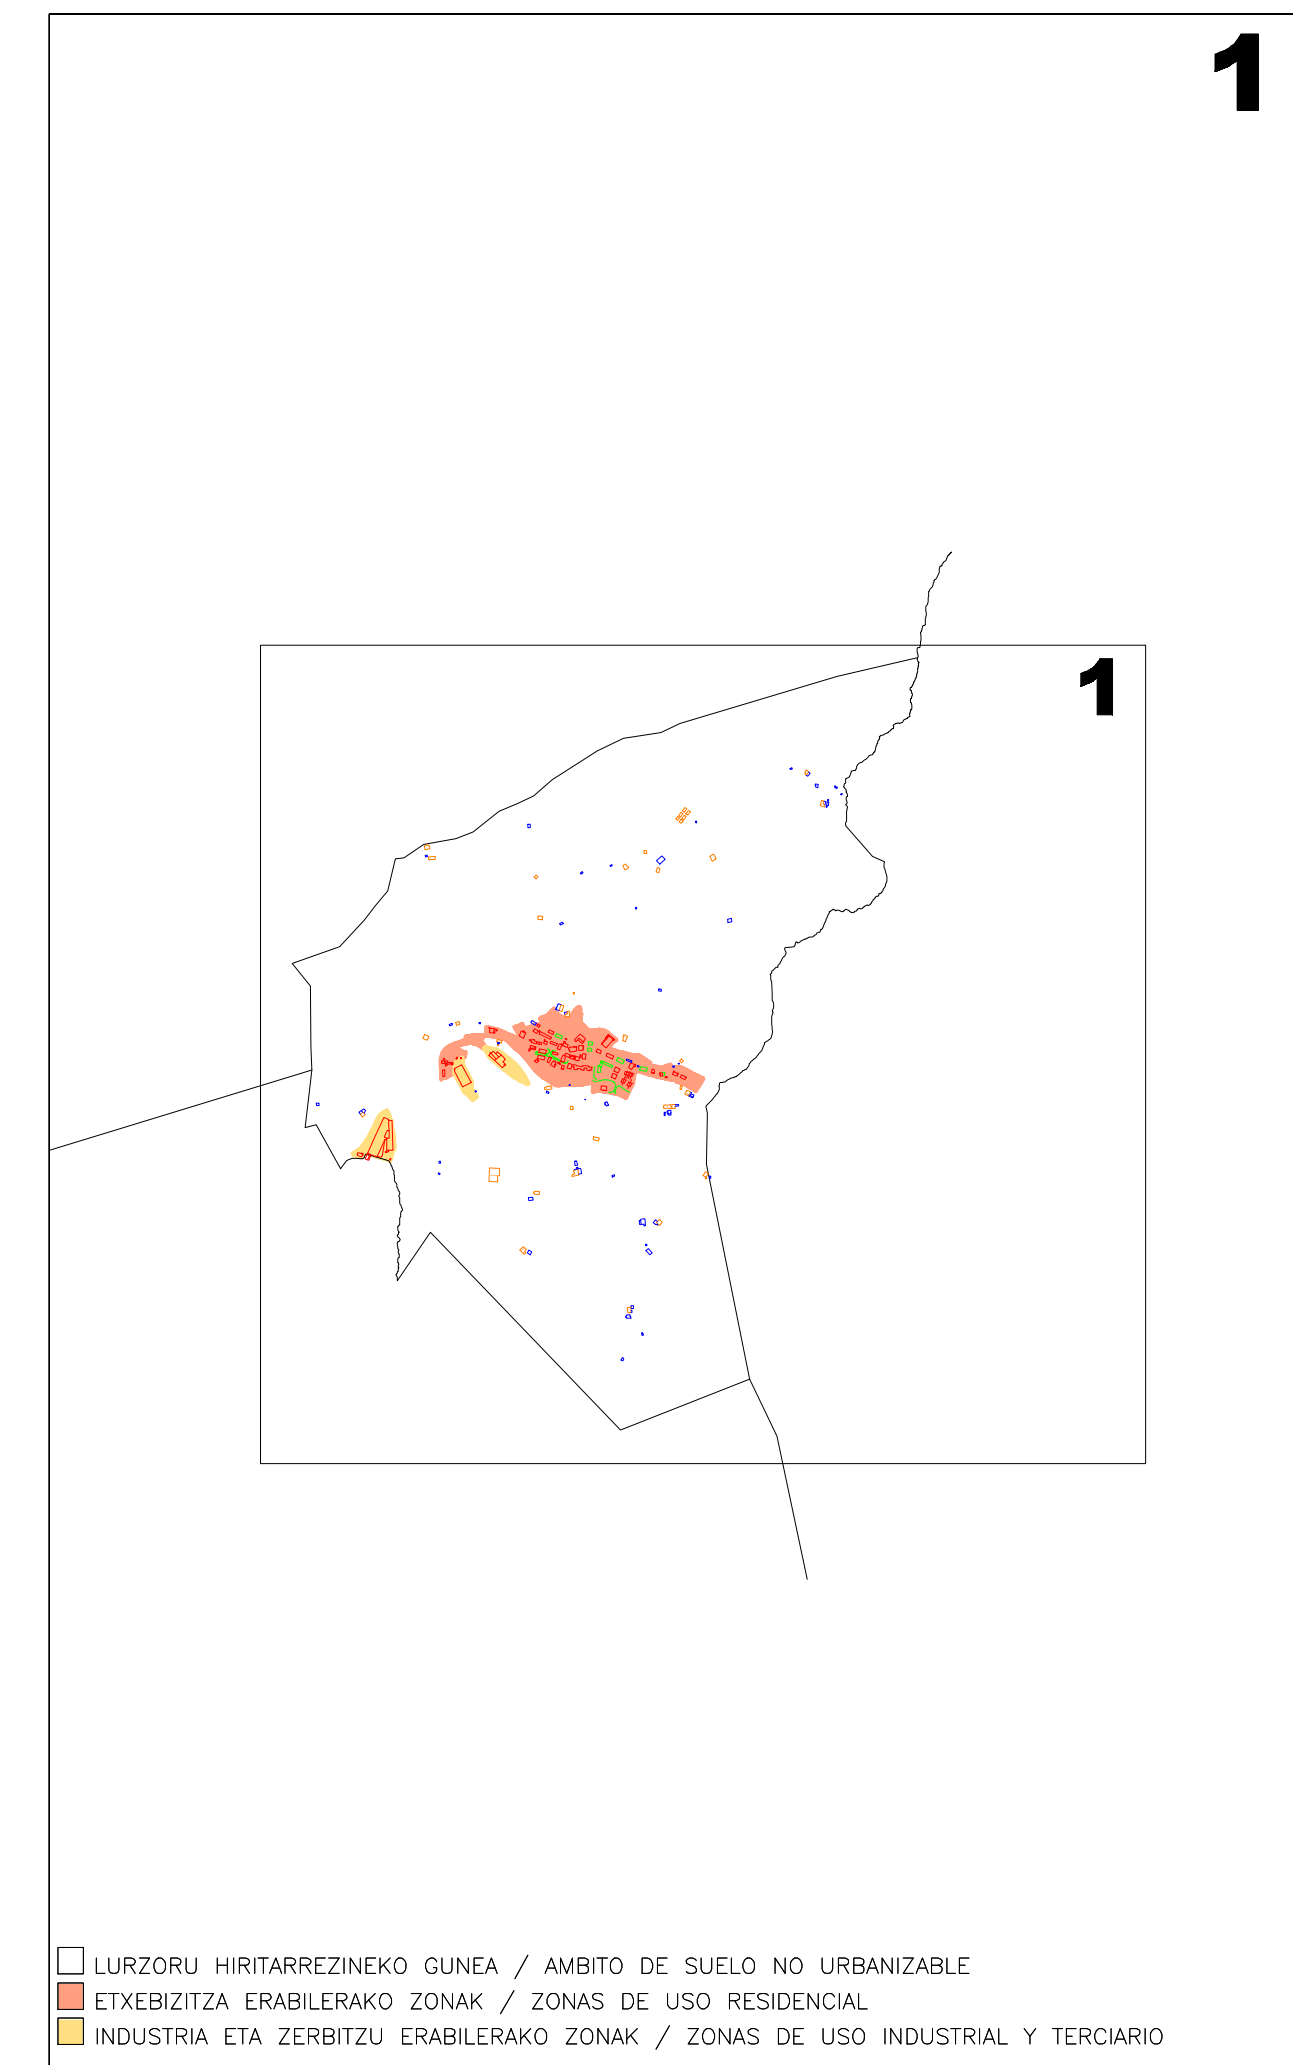 1
1
LURZORU HIRITARREZINEKO GUNEA / AMBITO DE SUELO NO URBANIZABLE
ETXEBIZITZA ERABILERAKO ZONAK / ZONAS DE USO RESIDENCIAL
INDUSTRIA ETA ZERBITZU ERABILERAKO ZONAK / ZONAS DE USO INDUSTRIAL Y TERCIARIO